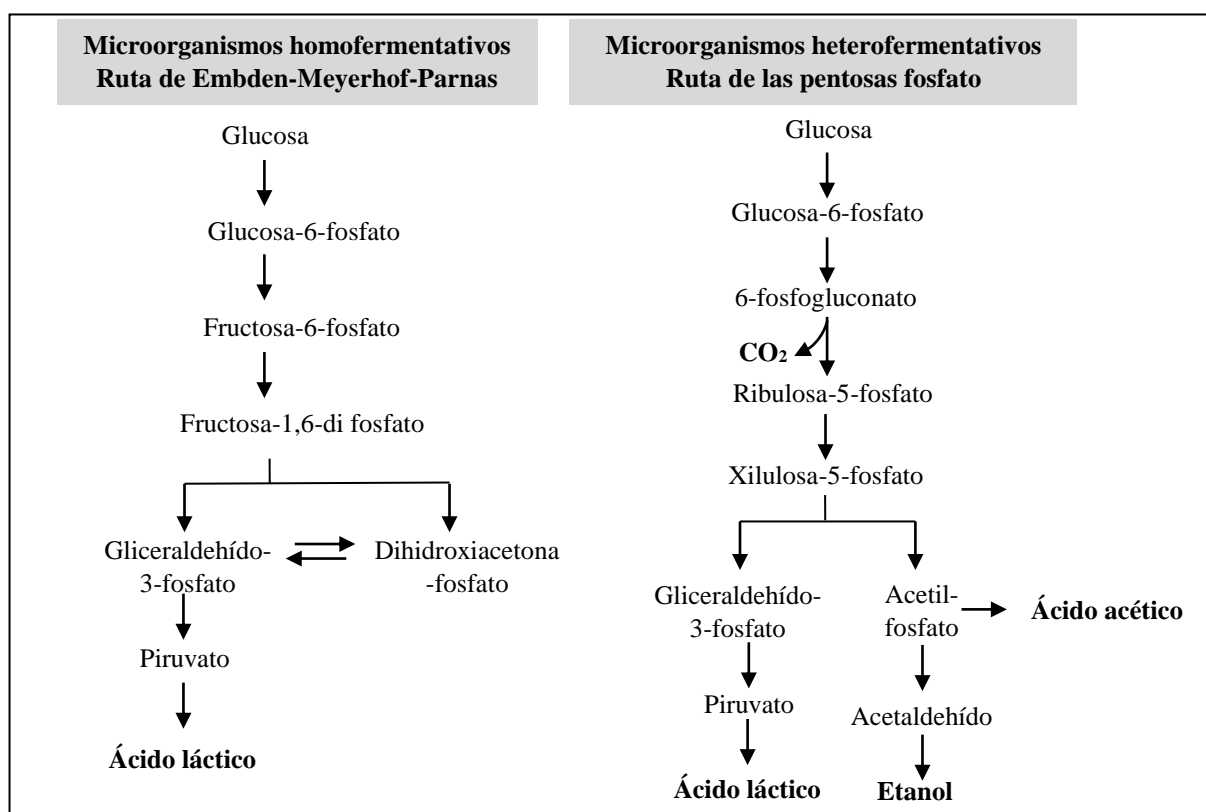 Microorganismos homofermentativos
Ruta de Embden-Meyerhof-Parnas
Glucosa
Glucosa-6-fosfato
Fructosa-6-fosfato
Fructosa-1,6-di fosfato
Gliceraldehído-
3-fosfato
Dihidroxiacetona
-fosfato
Piruvato
Ácido láctico
Microorganismos heterofermentativos
Ruta de las pentosas fosfato
Glucosa
Glucosa-6-fosfato
6-fosfogluconato
CO₂
Ribulosa-5-fosfato
Xilulosa-5-fosfato
Gliceraldehído-
3-fosfato
Acetil-
fosfato
Ácido acético
Piruvato
Acetaldehído
Ácido láctico
Etanol